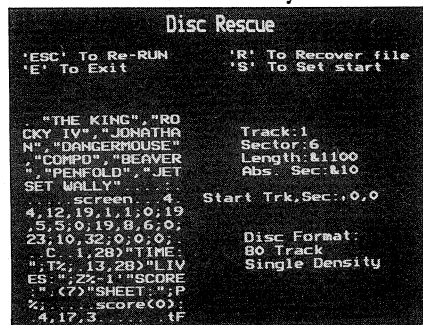 Disc Rescue
'ESC' To Re-RUN
'E' To Exit
'R' To Recover file
'S' To Set start
.."THE KING","RO
CKY IV","JONATHA
N","DANGERMOUSE"
,"COMPO","BEAVER
","PENFOLD","JET
SET WALLY".....
....screen...4
4,12,19,1,1;0;19
,5,5;0;19,8,6;0;
23;10,32;0;0;0;.
..C..1,28)"TIME:
";T%;.13,28)"LIV
ES:";Z%-1'"SCORE
:";(7)"SHEET:";P
%;.....score(0):
.4,17,3.......tF
Track:1
Sector:6
Length:&1100
Abs. Sec:&10
Start Trk,Sec:,0,0
Disc Format:
80 Track
Single Density